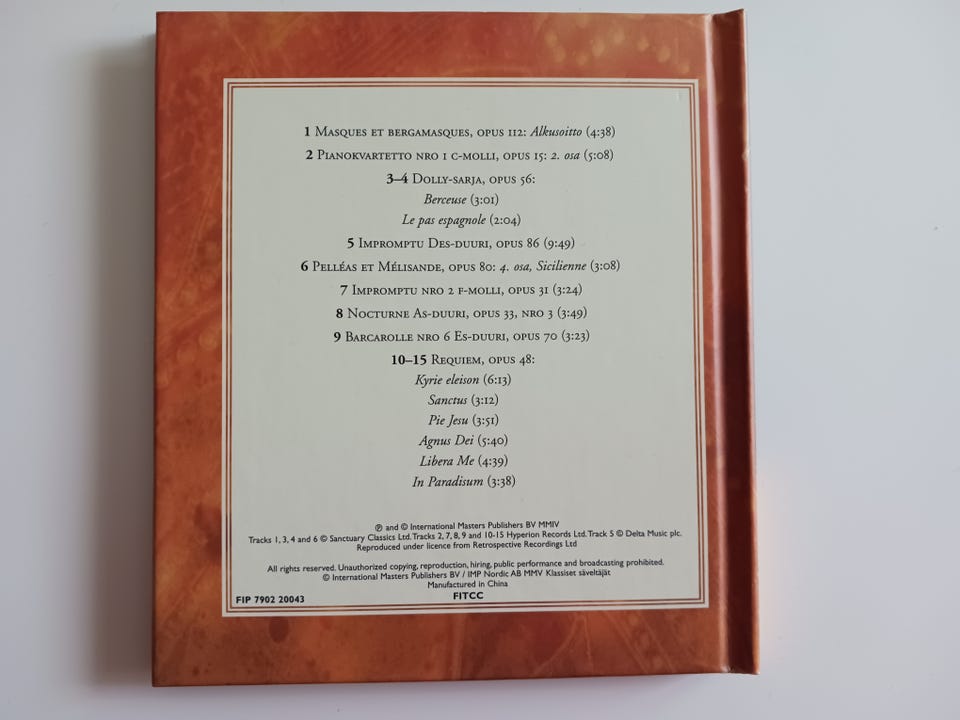 1 Masques et bergamasques, opus 112: Alkusoitto (4:38)
2 Pianokvartetto nro 1 c-molli, opus 15: 2. osa (5:08)
3–4 Dolly-sarja, opus 56:
Berceuse (3:01)
Le pas espagnole (2:04)
5 Impromptu Des-duuri, opus 86 (9:49)
6 Pelléas et Mélisande, opus 80: 4. osa, Sicilienne (3:08)
7 Impromptu nro 2 f-molli, opus 31 (3:24)
8 Nocturne As-duuri, opus 33, nro 3 (3:49)
9 Barcarolle nro 6 Es-duuri, opus 70 (3:23)
10–15 Requiem, opus 48:
Kyrie eleison (6:13)
Sanctus (3:12)
Pie Jesu (3:51)
Agnus Dei (5:40)
Libera Me (4:39)
In Paradisum (3:38)
℗ and © International Masters Publishers BV MMIV
Tracks 1, 3, 4 and 6 © Sanctuary Classics Ltd. Tracks 2, 7, 8, 9 and 10-15 Hyperion Records Ltd. Track 5 © Delta Music plc.
Reproduced under licence from Retrospective Recordings Ltd
All rights reserved. Unauthorized copying, reproduction, hiring, public performance and broadcasting prohibited.
© International Masters Publishers BV / IMP Nordic AB MMV Klassiset säveltäjät
Manufactured in China
FIP 7902 20043
FITCC